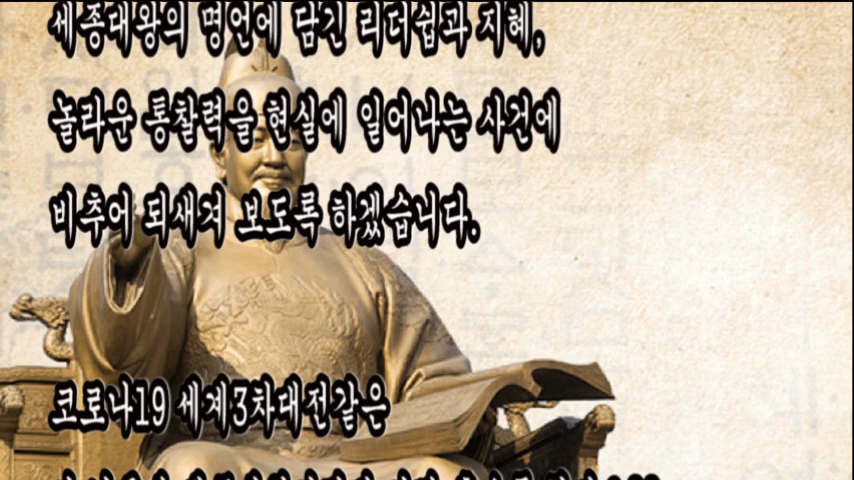 세종대왕의 명언에 담긴 리더쉽과 지혜,
놀라운 통찰력을 현실에 일어나는 사건에
비추어 되새겨 보도록 하겠습니다.
코로나19 세계3차대전같은